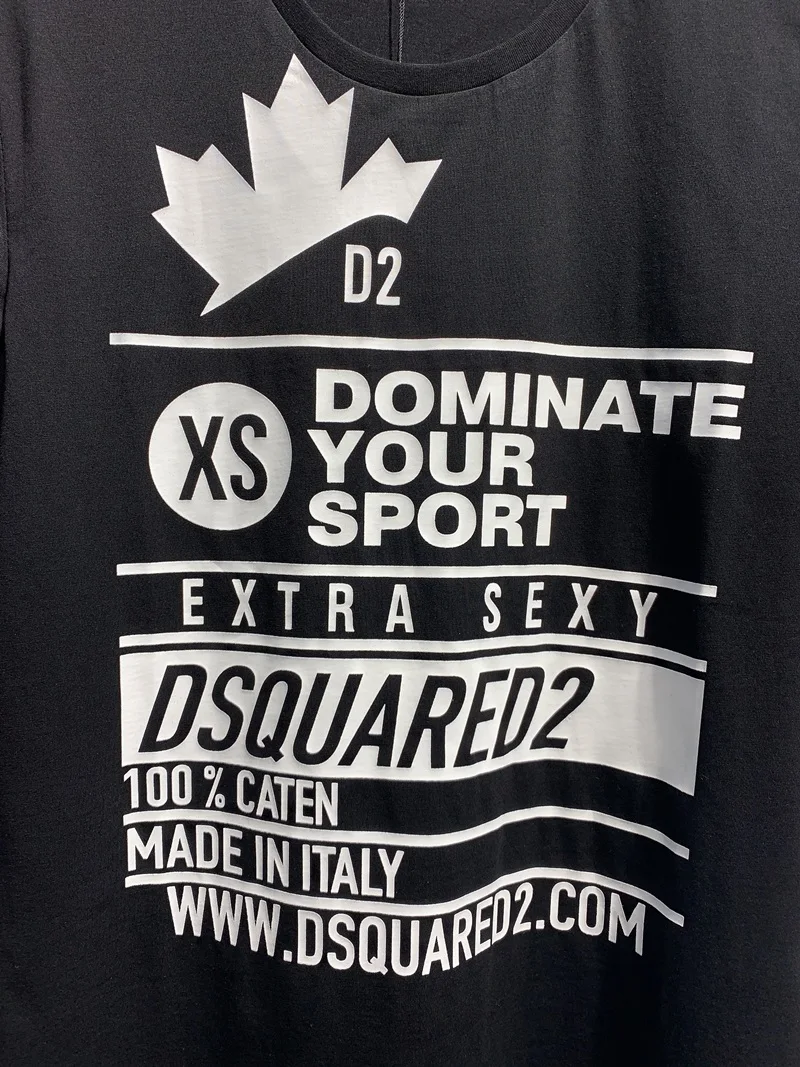 D2
XS
DOMINATE
YOUR
SPORT
EXTRA SEXY
DSQUARED2
100 % CATEN
MADE IN ITALY
WWW.DSQUARED2.COM